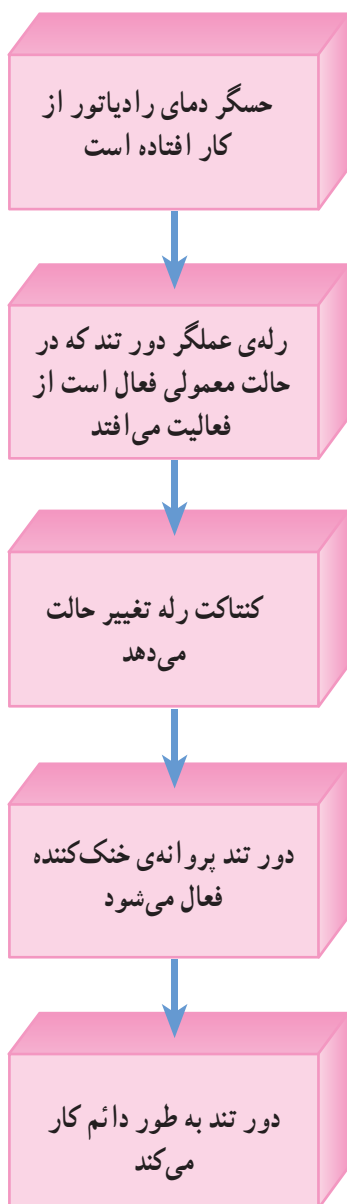 حسگر دمای رادیاتور از
کار افتاده است
رله‌ی عملگر دور تند که در
حالت معمولی فعال است از
فعالیت می‌افتد
کنتاکت رله تغییر حالت
می‌دهد
دور تند پروانه‌ی خنک‌کننده
فعال می‌شود
دور تند به طور دائم کار
می‌کند